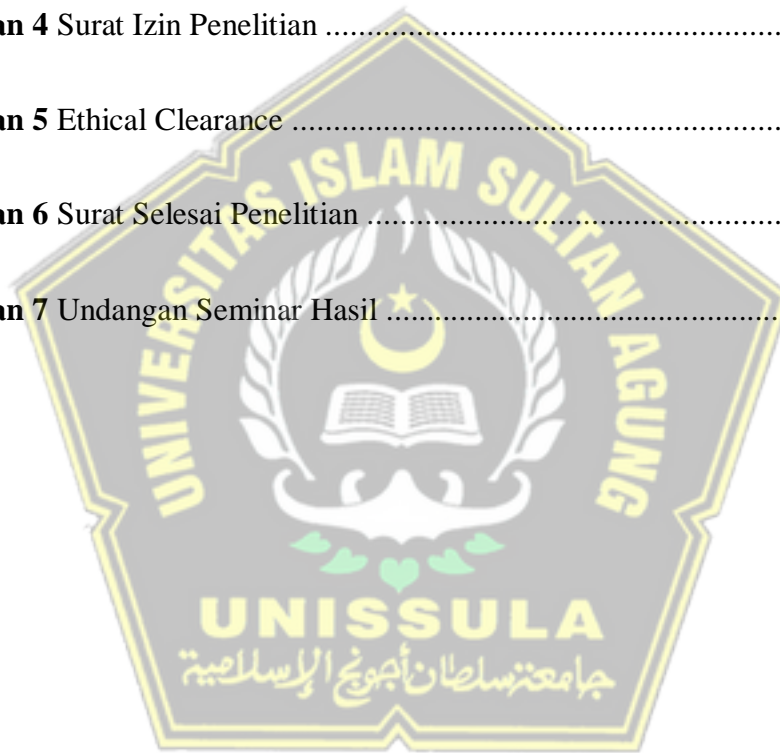 an 4 Surat Izin Penelitian ........................................................
an 5 Ethical Clearance ............................................................
an 6 Surat Selesai Penelitian ...................................................
an 7 Undangan Seminar Hasil ................................................
UNIVERSITAS ISLAM SULTAN AGUNG
UNISSULA
جامعة سلطان أجونج الإسلامية